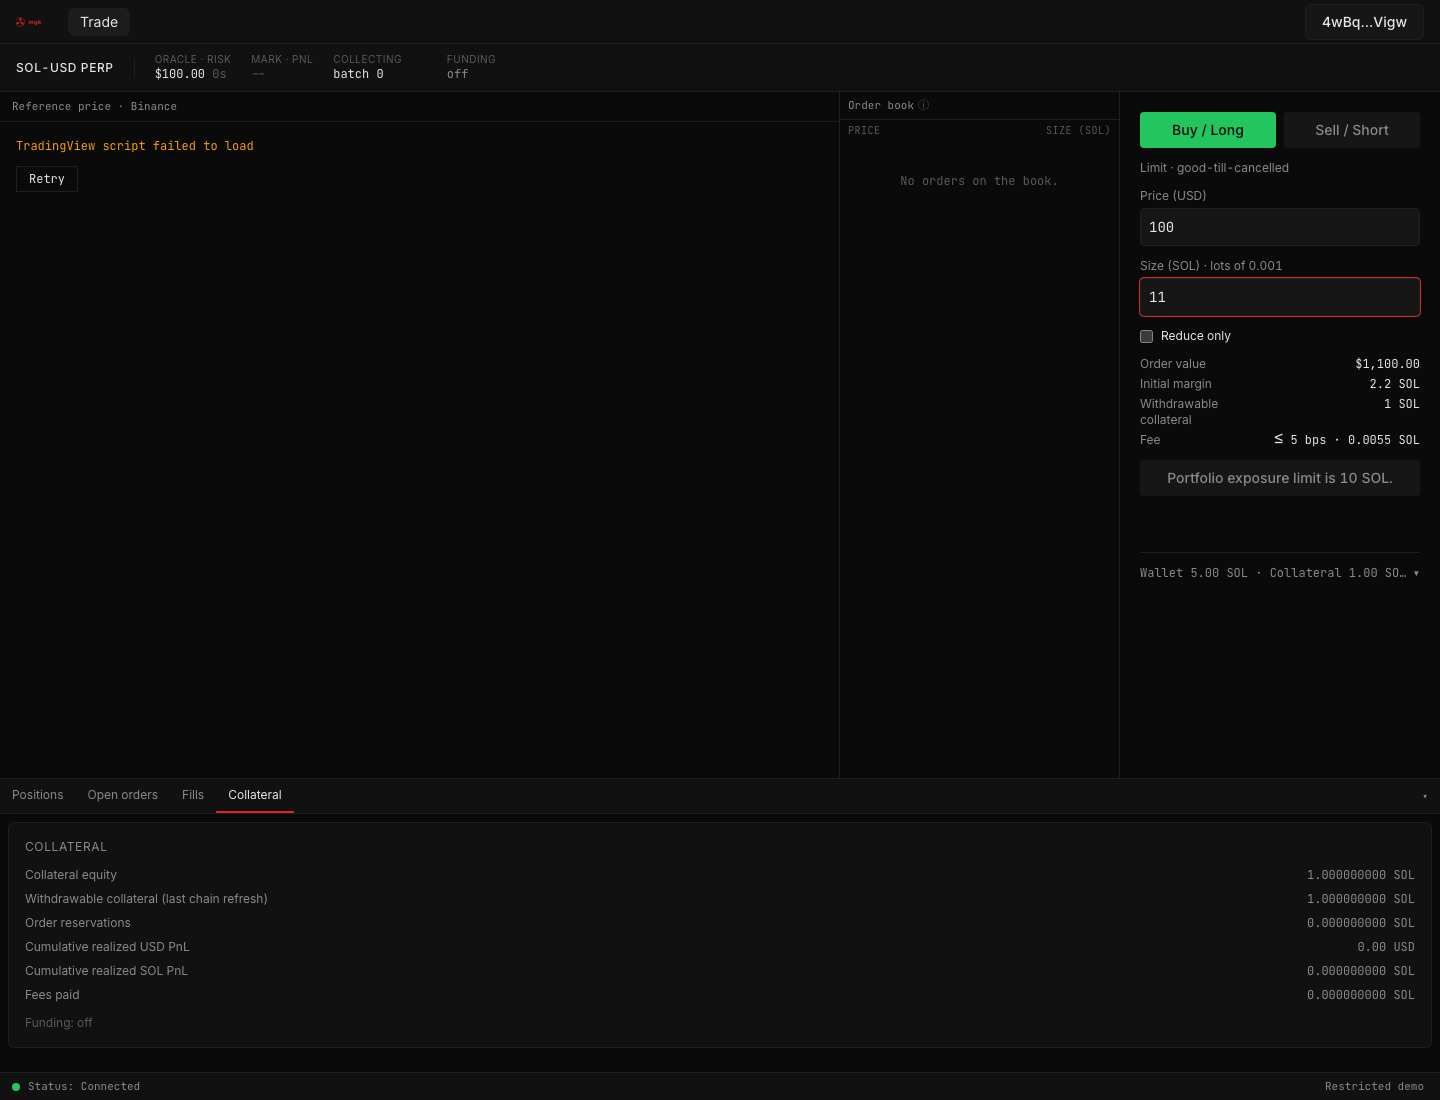 Trade
4wBq...Vigw
SOL-USD PERP
ORACLE · RISK
$100.00 0s
MARK · PNL
--
COLLECTING
batch 0
FUNDING
off
Reference price · Binance
TradingView script failed to load
Retry
Order book ⓘ
PRICE SIZE (SOL)
No orders on the book.
Buy / Long
Sell / Short
Limit · good-till-cancelled
Price (USD)
100
Size (SOL) · lots of 0.001
11
Reduce only
Order value $1,100.00
Initial margin 2.2 SOL
Withdrawable collateral 1 SOL
Fee ≤ 5 bps · 0.0055 SOL
Portfolio exposure limit is 10 SOL.
Wallet 5.00 SOL · Collateral 1.00 SO… ▾
Positions
Open orders
Fills
Collateral
COLLATERAL
Collateral equity 1.000000000 SOL
Withdrawable collateral (last chain refresh) 1.000000000 SOL
Order reservations 0.000000000 SOL
Cumulative realized USD PnL 0.00 USD
Cumulative realized SOL PnL 0.000000000 SOL
Fees paid 0.000000000 SOL
Funding: off
Status: Connected
Restricted demo